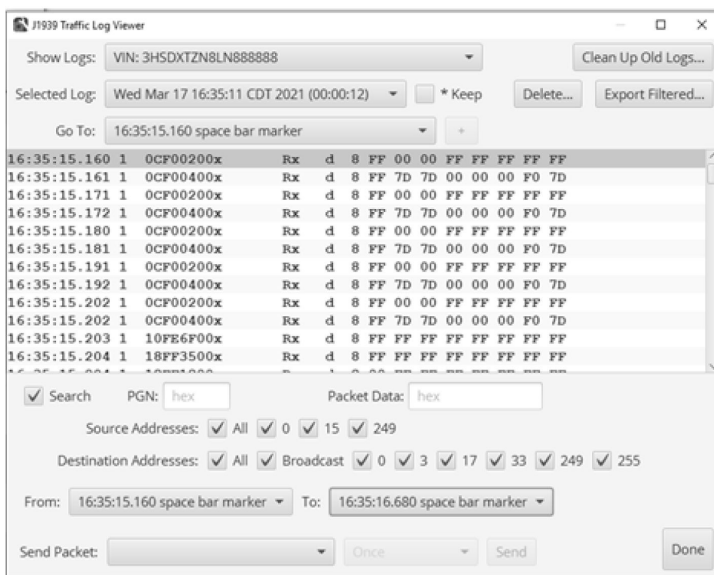 J1939 Traffic Log Viewer
Show Logs: VIN: 3HSDXTZN8LN888888 Clean Up Old Logs...
Selected Log: Wed Mar 17 16:35:11 CDT 2021 (00:00:12) * Keep Delete... Export Filtered...
Go To: 16:35:15.160 space bar marker +
16:35:15.160 1 0CF00200x Rx d 8 FF 00 00 FF FF FF FF FF
16:35:15.161 1 0CF00400x Rx d 8 FF 7D 7D 00 00 00 F0 7D
16:35:15.171 1 0CF00200x Rx d 8 FF 00 00 FF FF FF FF FF
16:35:15.172 1 0CF00400x Rx d 8 FF 7D 7D 00 00 00 F0 7D
16:35:15.180 1 0CF00200x Rx d 8 FF 00 00 FF FF FF FF FF
16:35:15.181 1 0CF00400x Rx d 8 FF 7D 7D 00 00 00 F0 7D
16:35:15.191 1 0CF00200x Rx d 8 FF 00 00 FF FF FF FF FF
16:35:15.192 1 0CF00400x Rx d 8 FF 7D 7D 00 00 00 F0 7D
16:35:15.202 1 0CF00200x Rx d 8 FF 00 00 FF FF FF FF FF
16:35:15.202 1 0CF00400x Rx d 8 FF 7D 7D 00 00 00 F0 7D
16:35:15.203 1 10FE6F00x Rx d 8 FF FF FF FF FF FF FF FF
16:35:15.204 1 18FF3500x Rx d 8 FF FF FF FF FF FF FF FF
Search PGN: hex Packet Data: hex
Source Addresses: All 0 15 249
Destination Addresses: All Broadcast 0 3 17 33 249 255
From: 16:35:15.160 space bar marker To: 16:35:16.680 space bar marker
Send Packet: Once Send Done